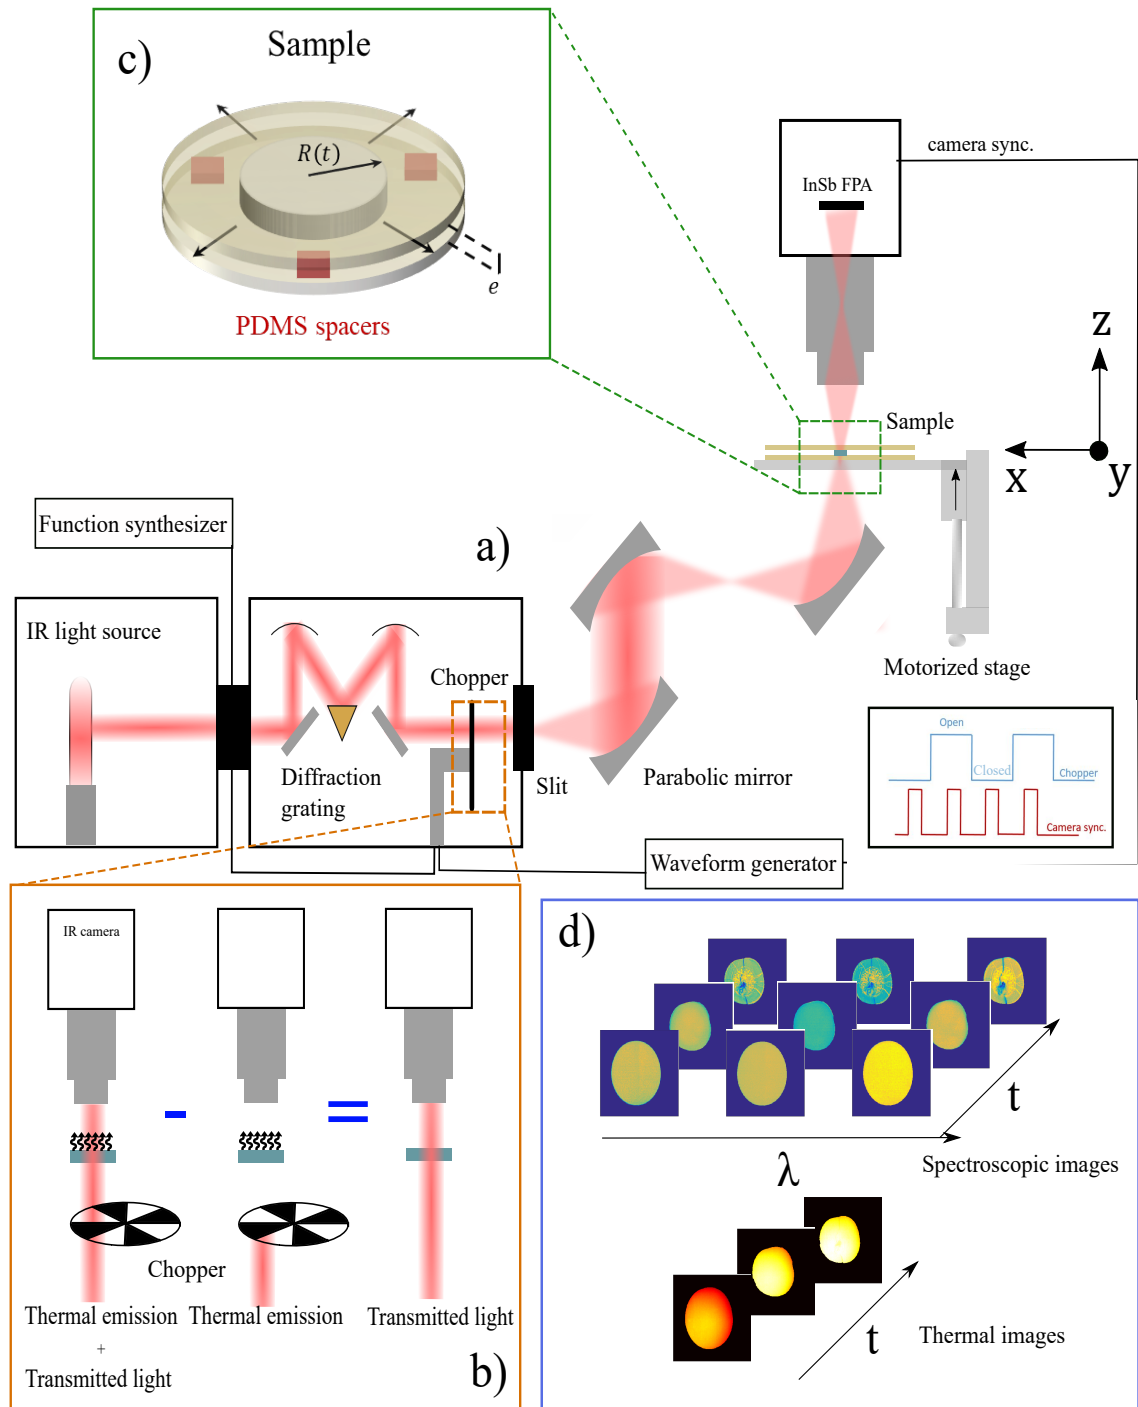 c)
Sample
R(t)
e
PDMS spacers
camera sync.
InSb FPA
z
Sample
x
y
Function synthesizer
a)
IR light source
Chopper
Motorized stage
Diffraction
grating
Slit
Parabolic mirror
Open
Closed
Chopper
Camera sync.
Waveform generator
IR camera
-
=
Chopper
Thermal emission
+
Transmitted light
Thermal emission
Transmitted light
b)
d)
t
λ
Spectroscopic images
t
Thermal images